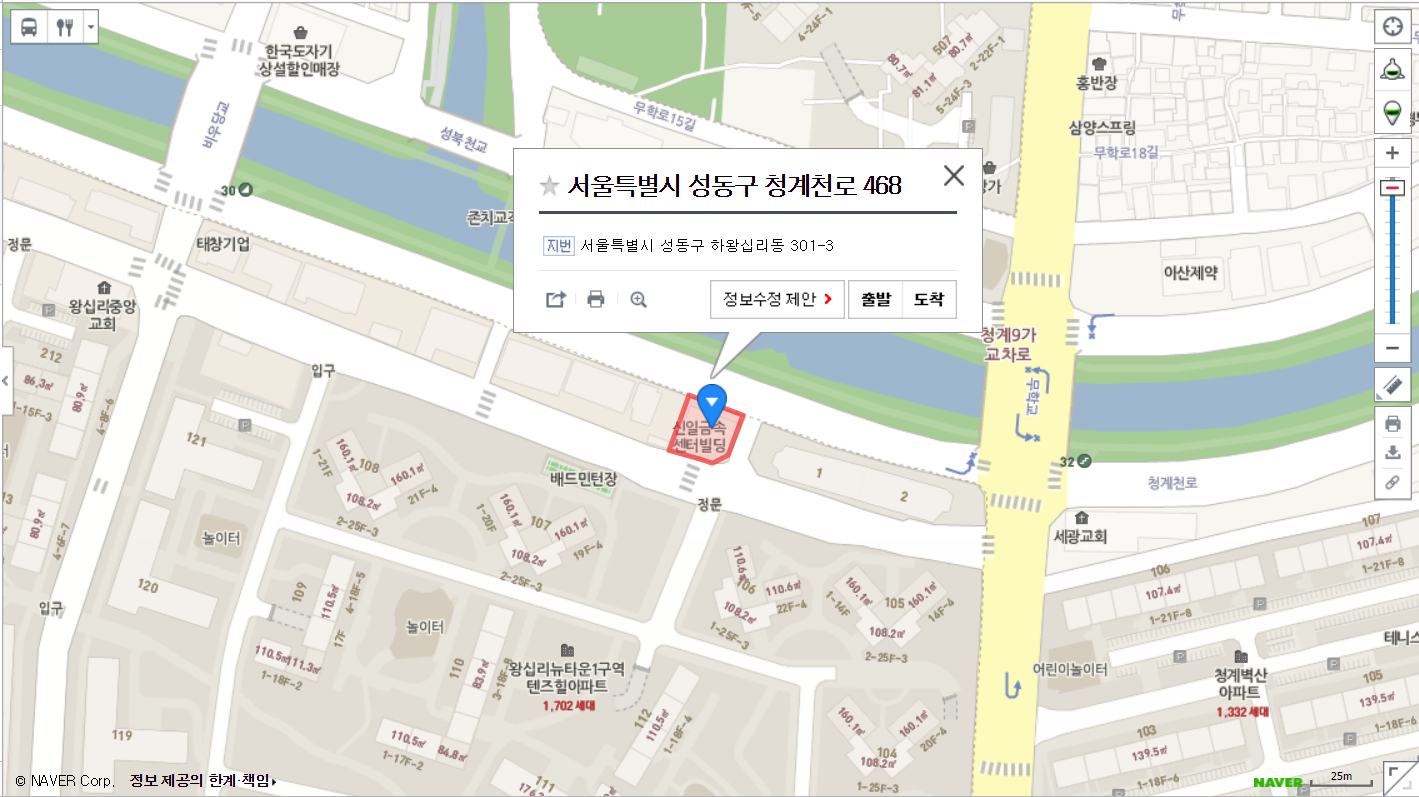 한국도자기
상설할인매장
비우당교
성북천교
무학로15길
4-24F-1
507
80.7㎡
80.7㎡
81.1㎡
2-22F-1
5-24F-3
P
마
홍반장
삼양스프링
무학로18길
30
존치교각
정문
태창기업
서울특별시 성동구 청계천로 468
지번 서울특별시 성동구 하왕십리동 301-3
정보수정 제안
출발
도착
아산제약
왕십리중앙
교회
P
청계9가
교차로
무학교
212
86.3㎡
80.9㎡
1-15F-3
4-8F-6
입구
신일금속
센터빌딩
121
P
108
160.1㎡
160.1㎡
108.2㎡
1-21F
21F-4
2-25F-3
배드민턴장
정문
1
2
32
청계천로
세광교회
107
107.4㎡
1-21F-8
13
80.9㎡
4-6F-7
놀이터
107
160.1㎡
160.1㎡
108.2㎡
1-20F
19F-4
2-25F-3
110.6㎡
106
110.6㎡
108.2㎡
22F-4
1-25F-3
160.1㎡
105
160.1㎡
108.2㎡
1-14F
14F-4
2-25F-3
106
107.4㎡
1-21F-8
P
120
입구
109
110.5㎡
4-18F-5
17F
110.5㎡
111.3㎡
1-18F-2
놀이터
110
83.9㎡
왕십리뉴타운1구역
텐즈힐아파트
1,702 세대
어린이놀이터
P
청계벽산
아파트
1,332 세대
P
테니스
105
139.5㎡
1-18F-6
119
110.5㎡
84.8㎡
1-17F-2
112
110.5㎡
1-18F-4
111
160.1㎡
160.1㎡
104
108.2㎡
20F-4
1-25F-3
103
139.5㎡
1-18F-6
P
© NAVER Corp. 정보 제공의 한계·책임
NAVER
25m